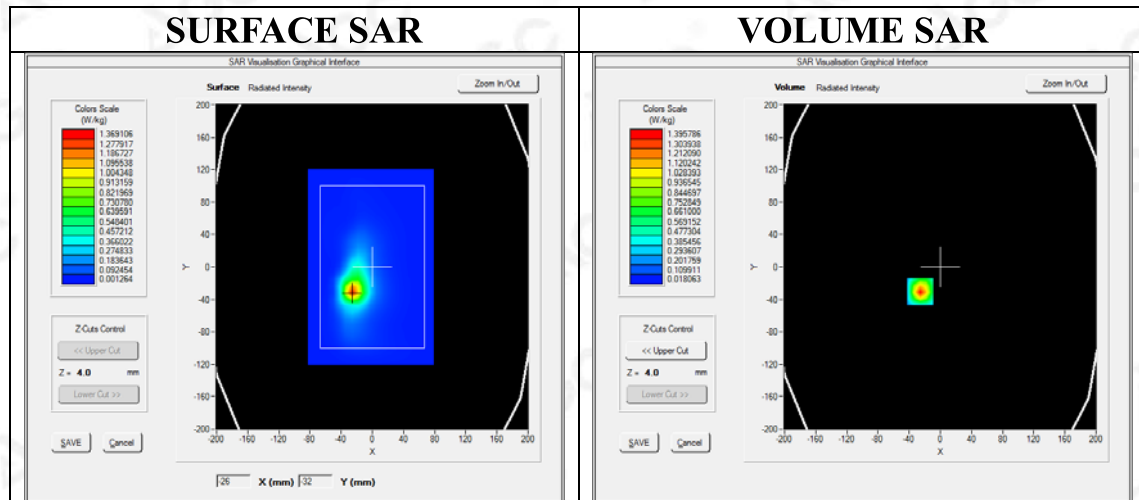 SURFACE SAR
SAR Visualisation Graphical Interface
Surface Radiated Intensity
Zoom In/Out
Colors Scale
(W/kg)
1.369106
1.277917
1.186727
1.095538
1.004348
0.913159
0.821969
0.730780
0.639591
0.548401
0.457212
0.366022
0.274833
0.183643
0.092454
0.001264
Z-Cuts Control
<< Upper Cut
Z = 4.0 mm
Lower Cut >>
SAVE Cancel
200
160
120
80
40
0
-40
-80
-120
-160
-200
Y
-200 -160 -120 -80 -40 0 40 80 120 160 200
X
-26 X (mm) -32 Y (mm)
VOLUME SAR
SAR Visualisation Graphical Interface
Volume Radiated Intensity
Zoom In/Out
Colors Scale
(W/kg)
1.395786
1.303938
1.212090
1.120242
1.028393
0.936545
0.844697
0.752849
0.661000
0.569152
0.477304
0.385456
0.293607
0.201759
0.109911
0.018063
Z-Cuts Control
<< Upper Cut
Z = 4.0 mm
Lower Cut >>
SAVE Cancel
200
160
120
80
40
0
-40
-80
-120
-160
-200
Y
-200 -160 -120 -80 -40 0 40 80 120 160 200
X